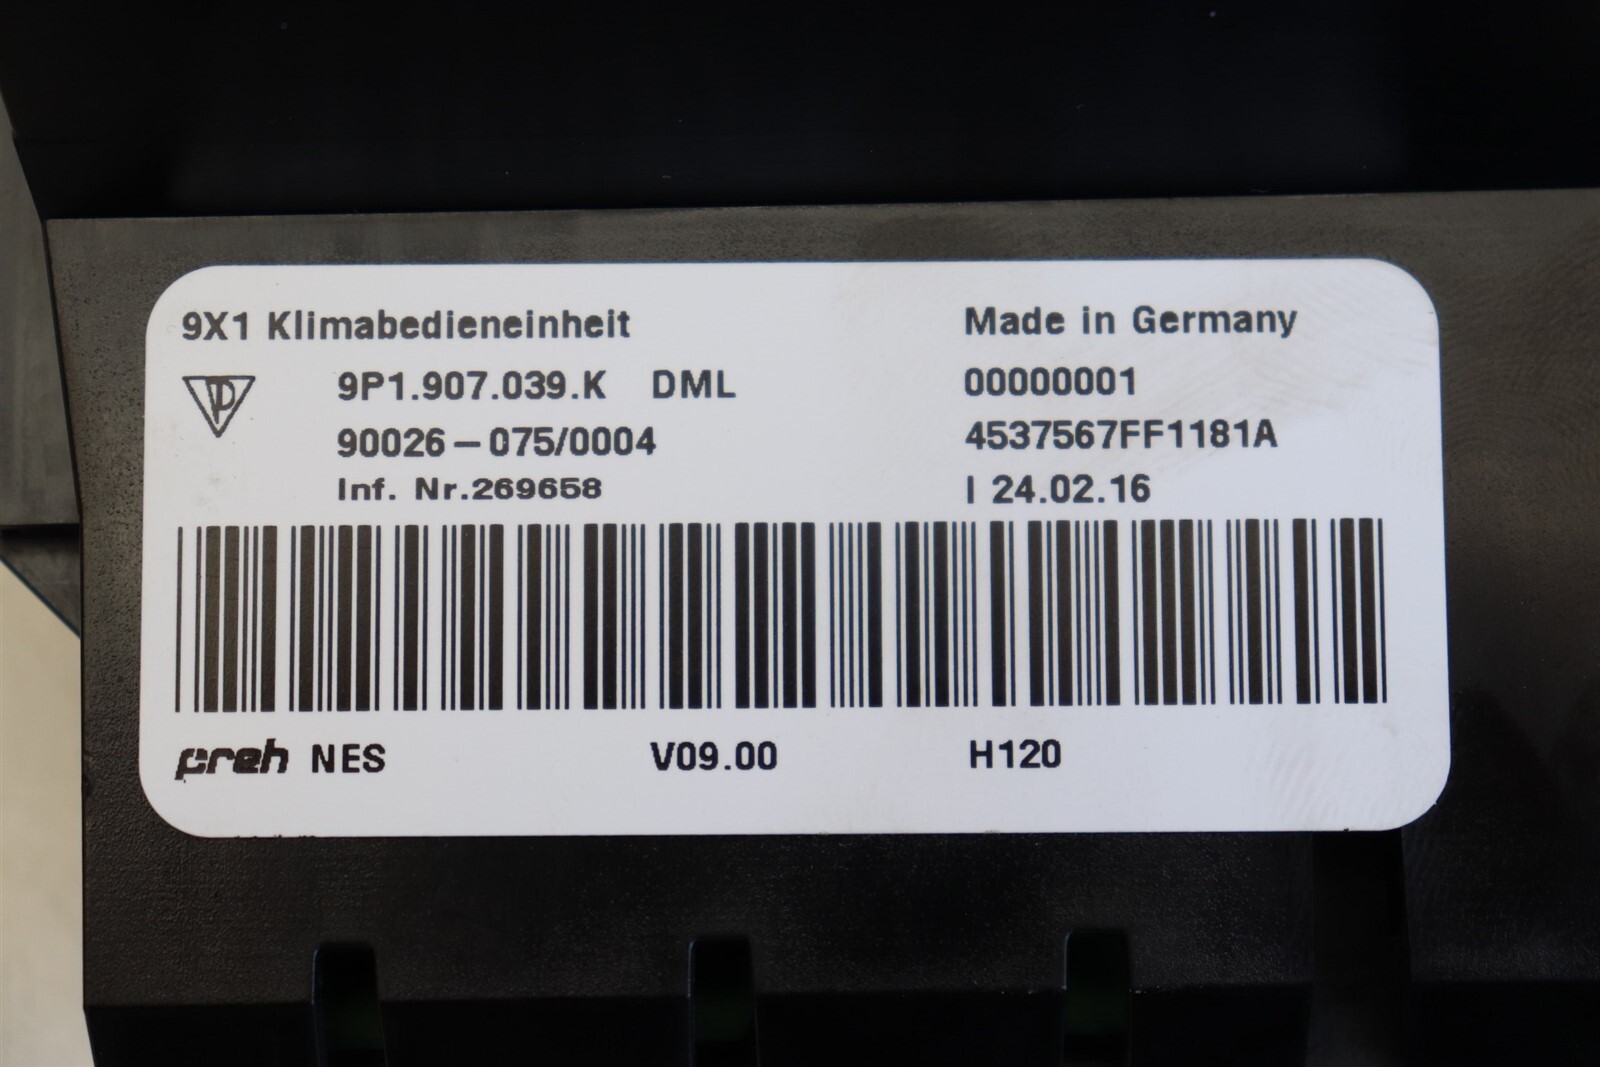 9X1 Klimabedieneinheit
Made in Germany
9P1.907.039.K DML
00000001
90026-075/0004
4537567FF1181A
Inf. Nr.269658
I 24.02.16
preh NES
V09.00
H120